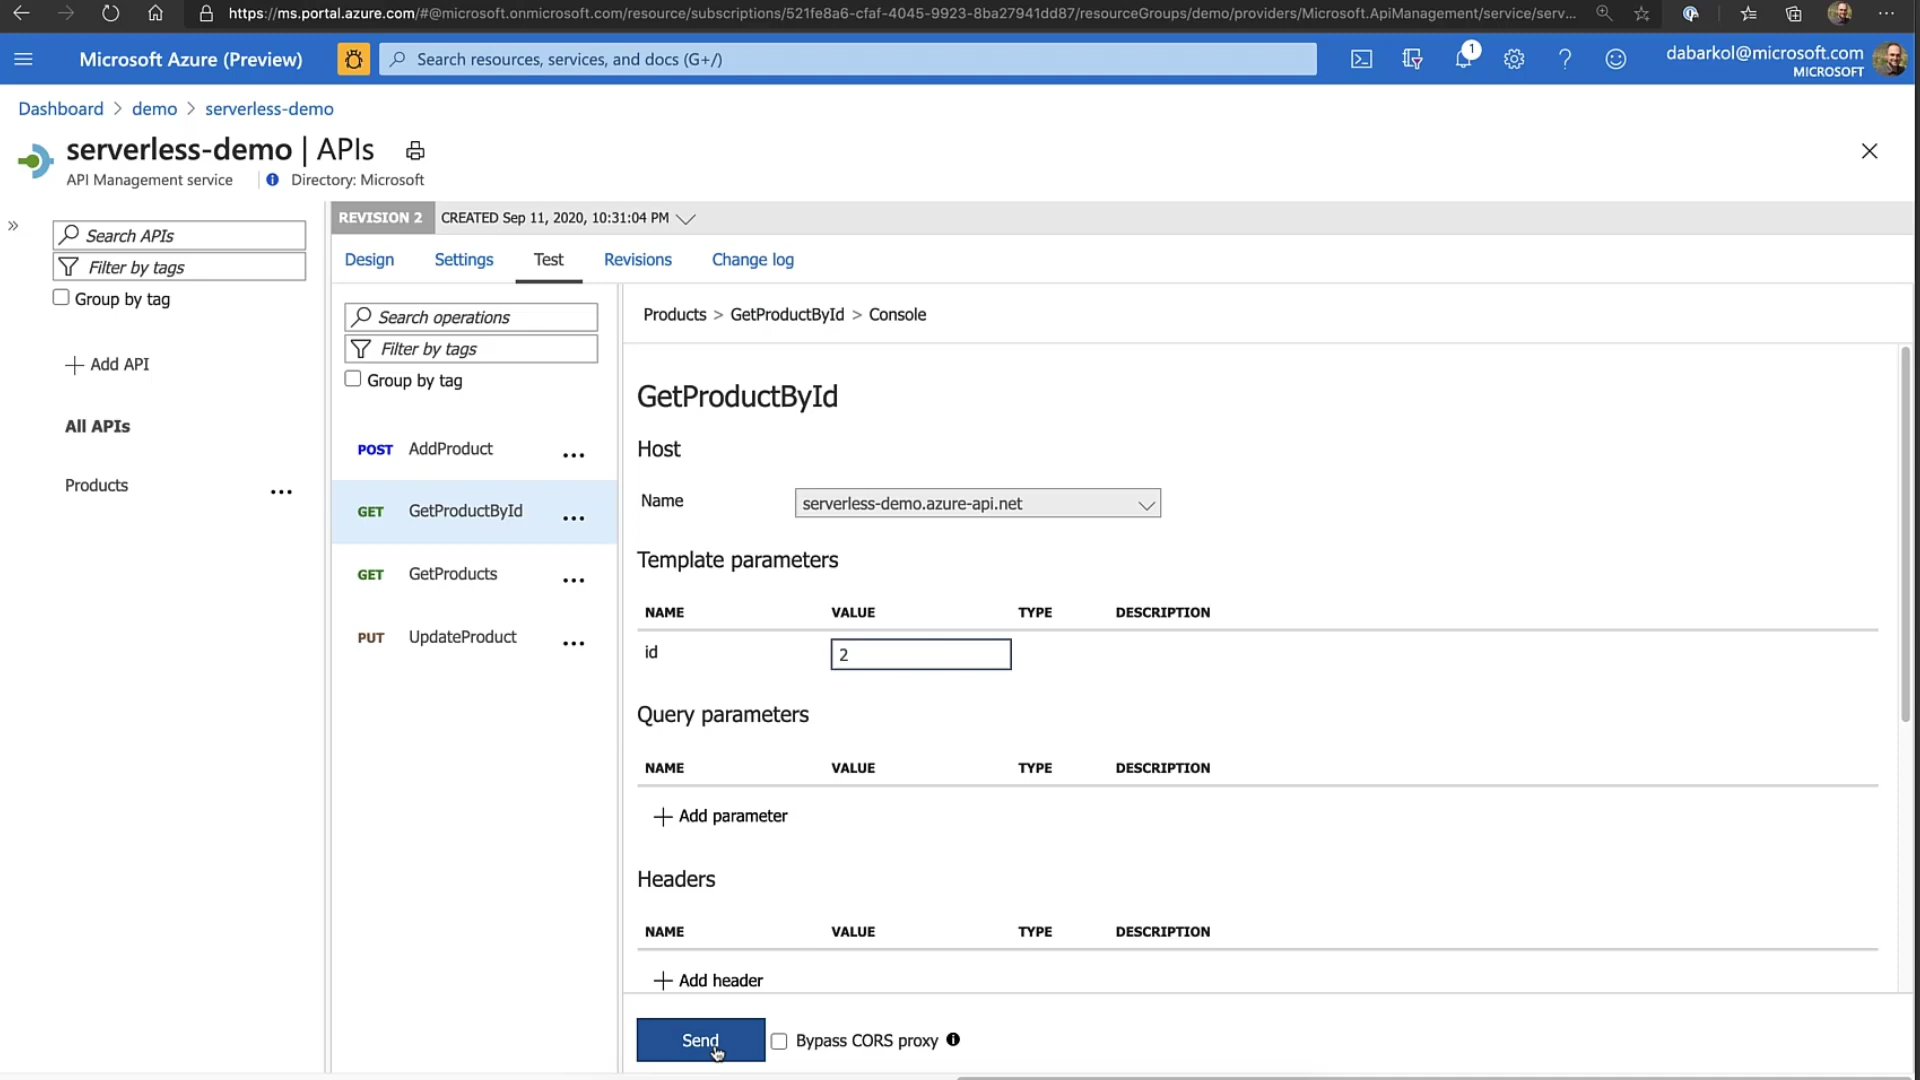 https://ms.portal.azure.com/#@microsoft.onmicrosoft.com/resource/subscriptions/521fe8a6-cfaf-4045-9923-8ba27941dd87/resourceGroups/demo/providers/Microsoft.ApiManagement/service/serv...
Microsoft Azure (Preview)
Search resources, services, and docs (G+/)
1
dabarkol@microsoft.com
MICROSOFT
Dashboard > demo > serverless-demo
serverless-demo | APIs
API Management service
Directory: Microsoft
Search APIs
Filter by tags
Group by tag
Add API
All APIs
Products
REVISION 2 CREATED Sep 11, 2020, 10:31:04 PM
Design Settings Test Revisions Change log
Search operations
Filter by tags
Group by tag
POST AddProduct
GET GetProductById
GET GetProducts
PUT UpdateProduct
Products > GetProductById > Console
GetProductById
Host
Name serverless-demo.azure-api.net
Template parameters
NAME VALUE TYPE DESCRIPTION
id 2
Query parameters
NAME VALUE TYPE DESCRIPTION
Add parameter
Headers
NAME VALUE TYPE DESCRIPTION
Add header
Send Bypass CORS proxy